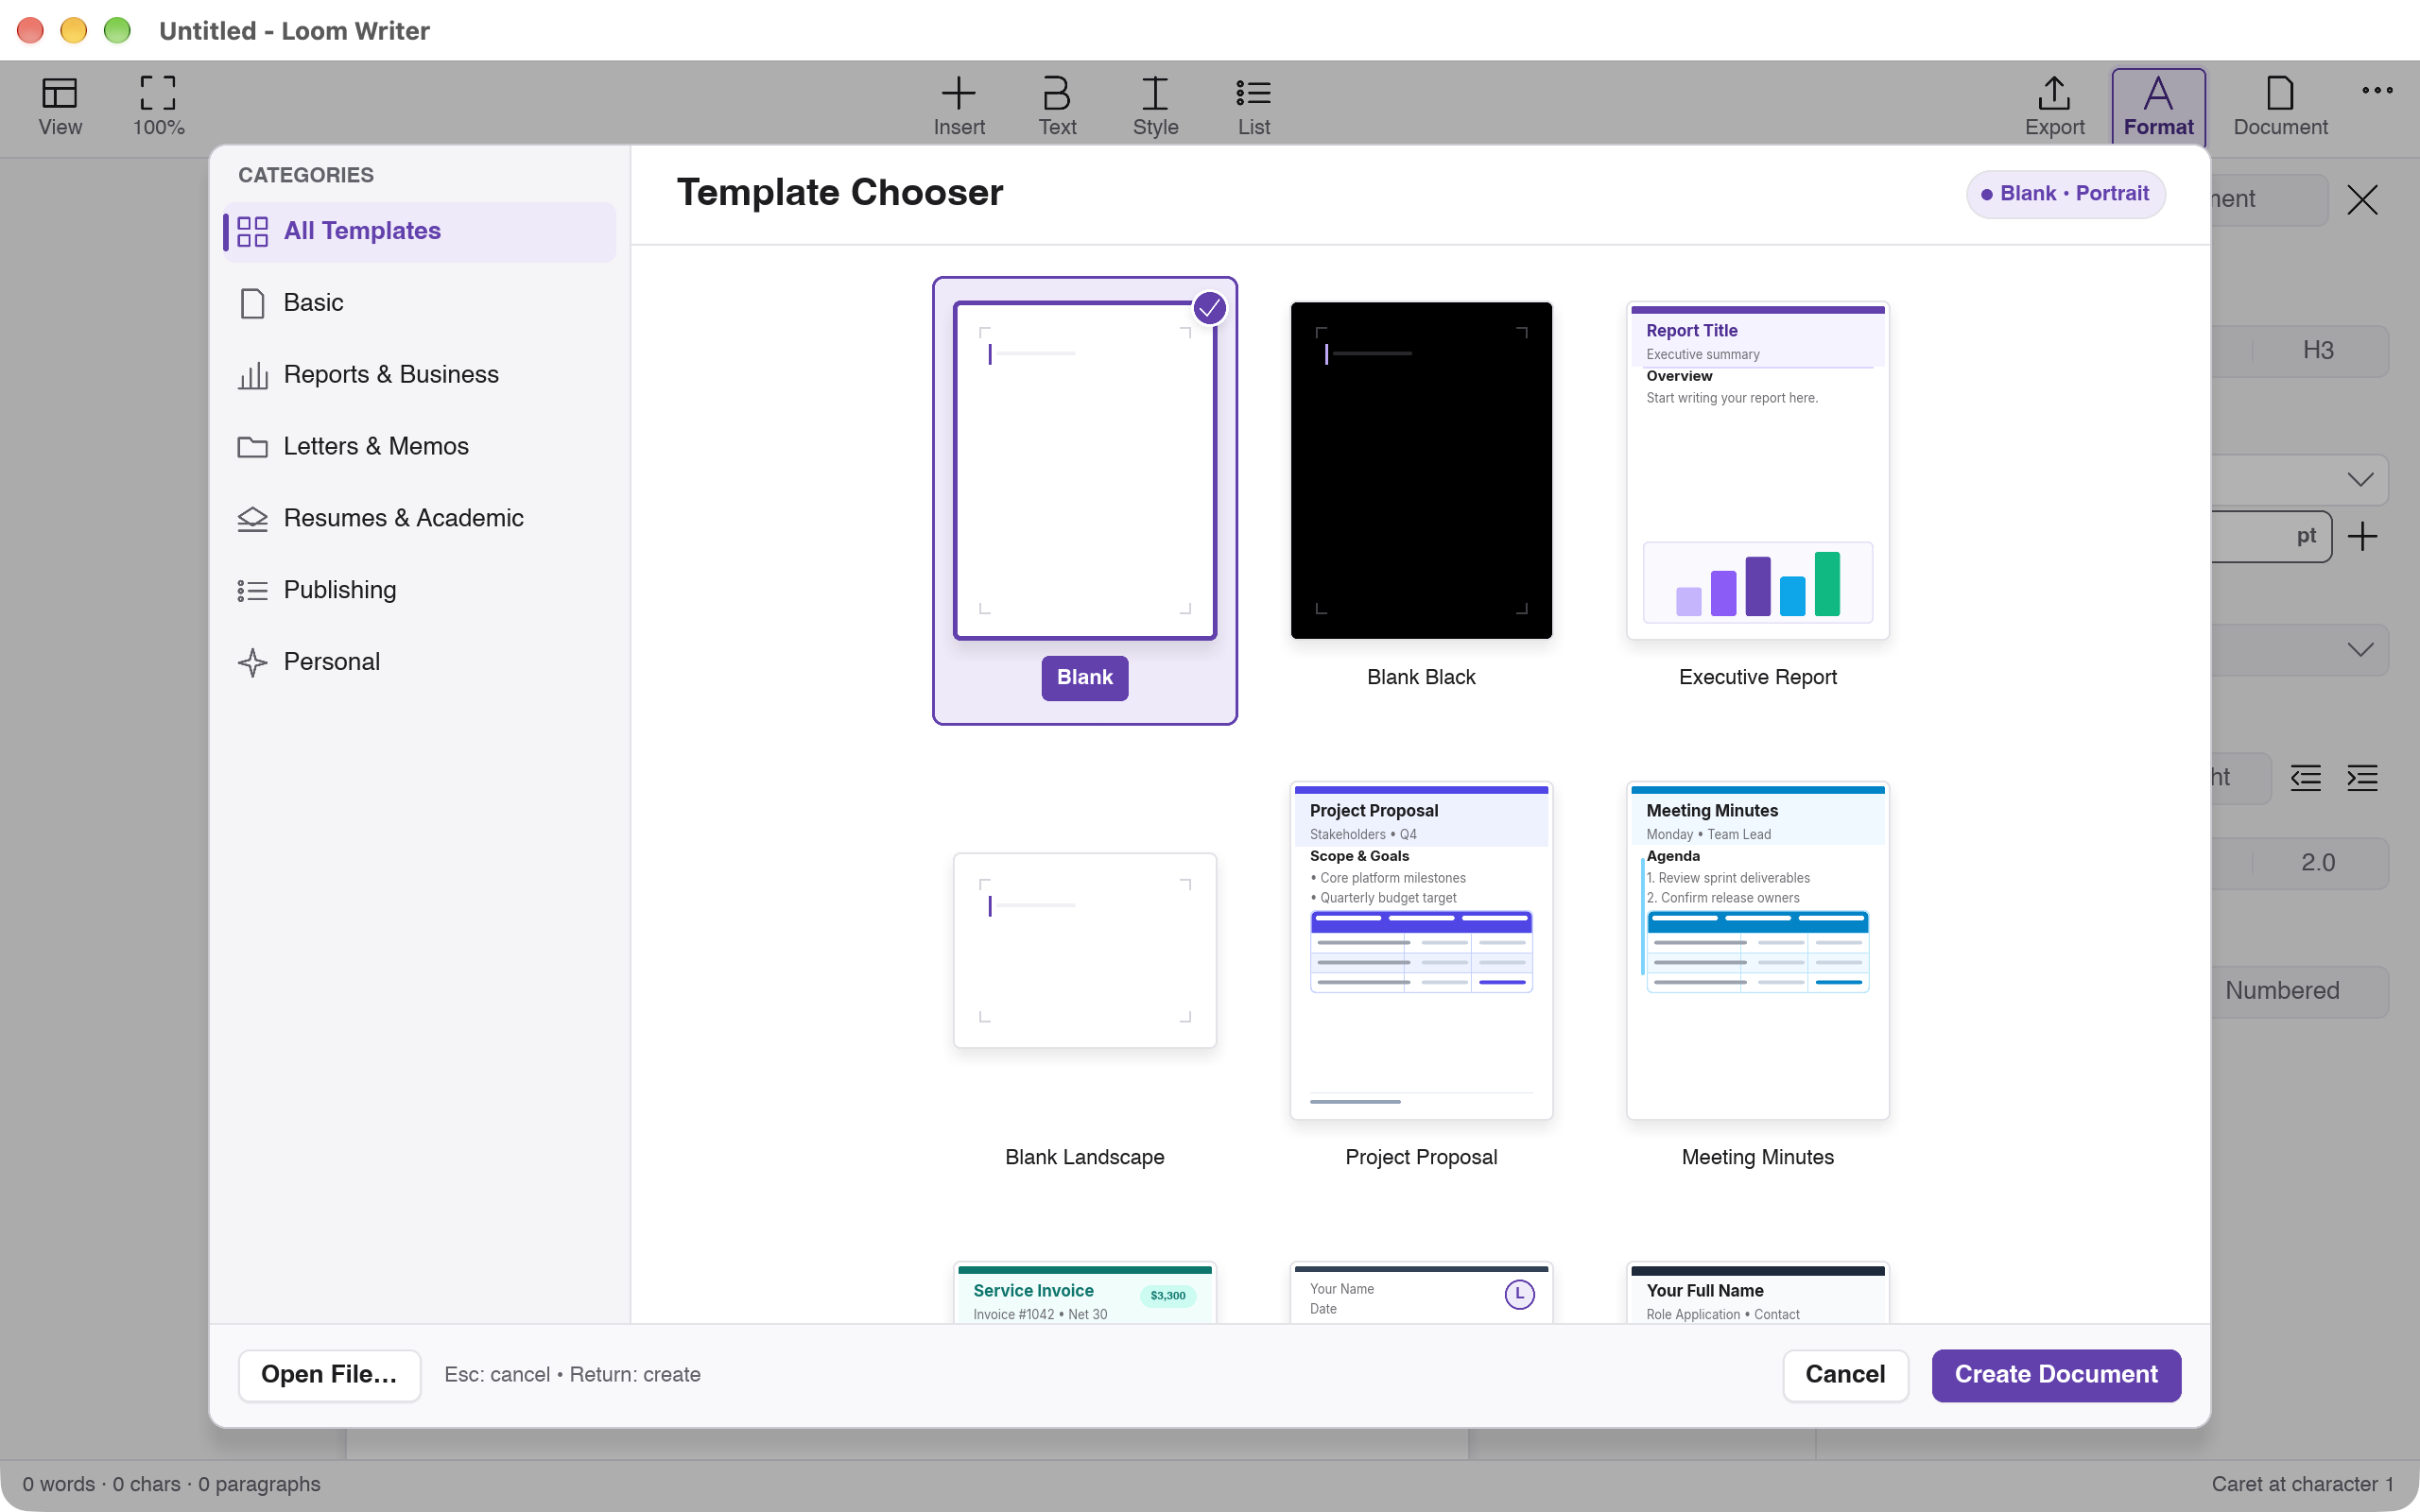 Untitled - Loom Writer
View
100%
Insert
Text
Style
List
Export
Format
Document
CATEGORIES
All Templates
Basic
Reports & Business
Letters & Memos
Resumes & Academic
Publishing
Personal
Template Chooser
Blank • Portrait
Blank
Blank Black
Report Title
Executive summary
Overview
Start writing your report here.
Executive Report
Blank Landscape
Project Proposal
Stakeholders • Q4
Scope & Goals
• Core platform milestones
• Quarterly budget target
Project Proposal
Meeting Minutes
Monday • Team Lead
Agenda
1. Review sprint deliverables
2. Confirm release owners
Meeting Minutes
Service Invoice
$3,300
Invoice #1042 • Net 30
Your Name
Date
L
Your Full Name
Role Application • Contact
H3
pt
2.0
Numbered
Open File...
Esc: cancel • Return: create
Cancel
Create Document
0 words · 0 chars · 0 paragraphs
Caret at character 1